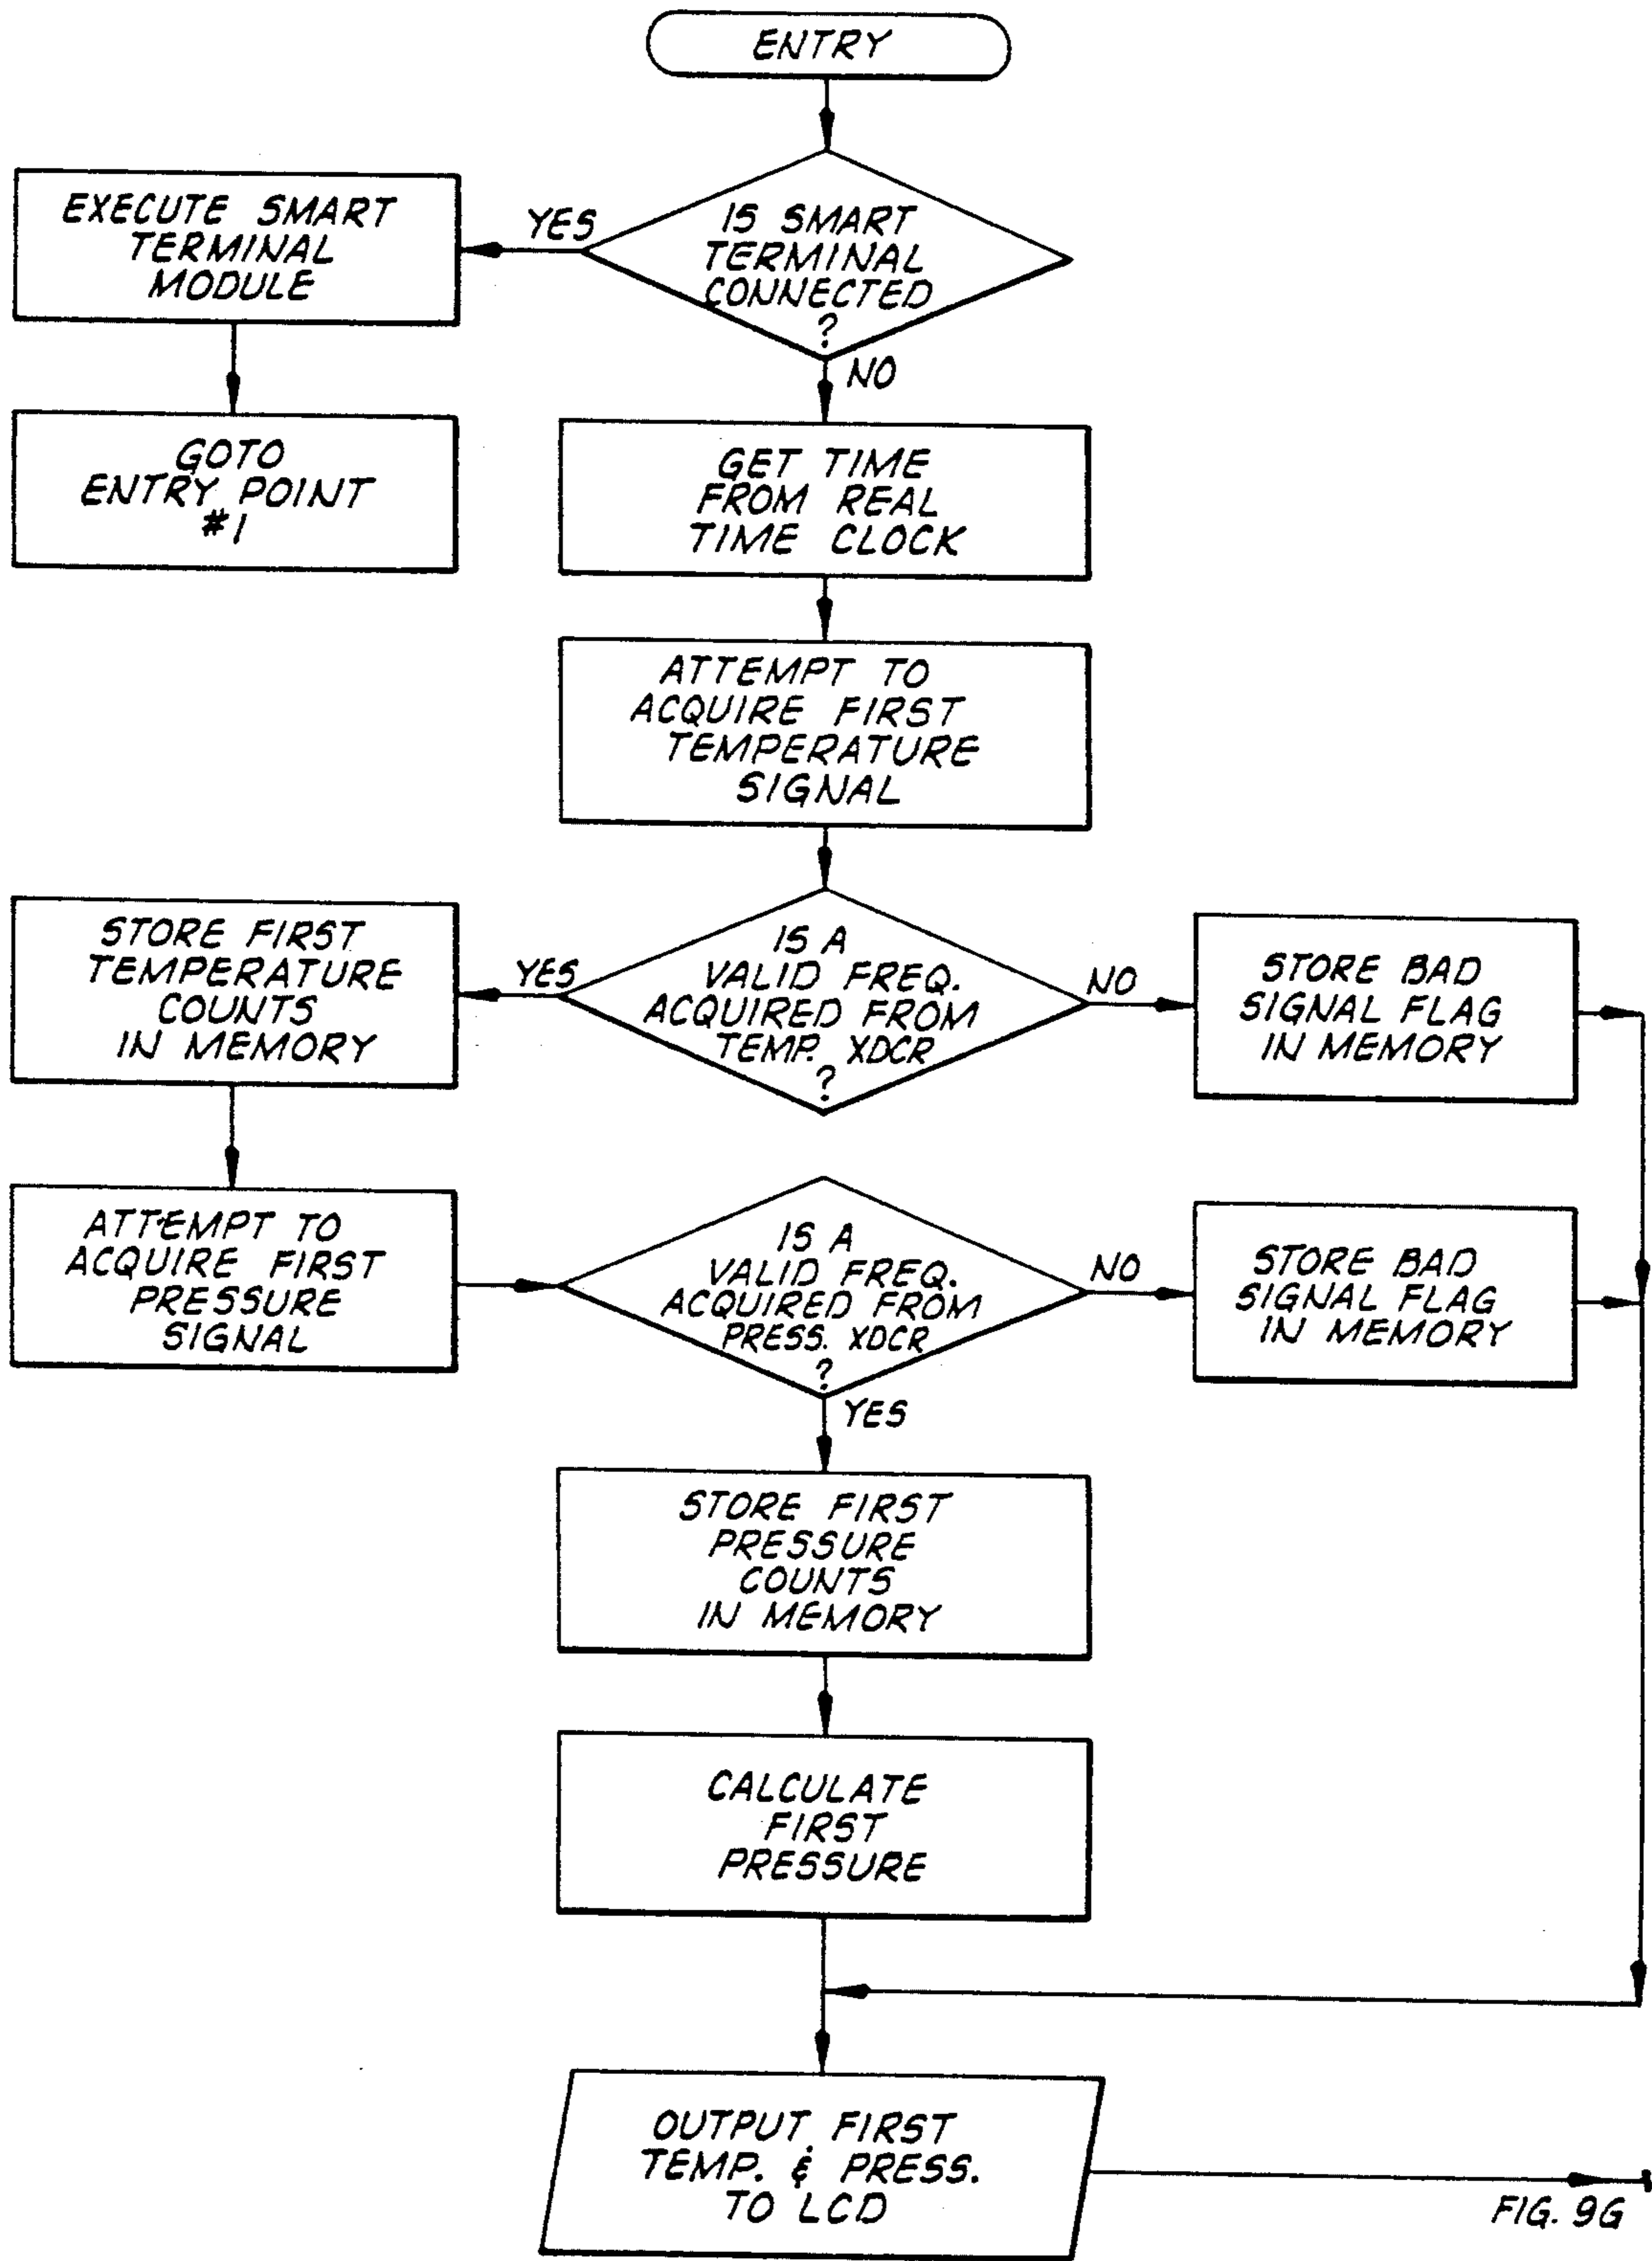 ENTRY
IS SMART
TERMINAL
CONNECTED
?
YES
EXECUTE SMART
TERMINAL
MODULE
GOTO
ENTRY POINT
#1
NO
GET TIME
FROM REAL
TIME CLOCK
ATTEMPT TO
ACQUIRE FIRST
TEMPERATURE
SIGNAL
IS A
VALID FREQ.
ACQUIRED FROM
TEMP. XDCR
?
YES
STORE FIRST
TEMPERATURE
COUNTS
IN MEMORY
NO
STORE BAD
SIGNAL FLAG
IN MEMORY
ATTEMPT TO
ACQUIRE FIRST
PRESSURE
SIGNAL
IS A
VALID FREQ.
ACQUIRED FROM
PRESS. XDCR
?
NO
STORE BAD
SIGNAL FLAG
IN MEMORY
YES
STORE FIRST
PRESSURE
COUNTS
IN MEMORY
CALCULATE
FIRST
PRESSURE
OUTPUT FIRST
TEMP. & PRESS.
TO LCD
FIG. 9G